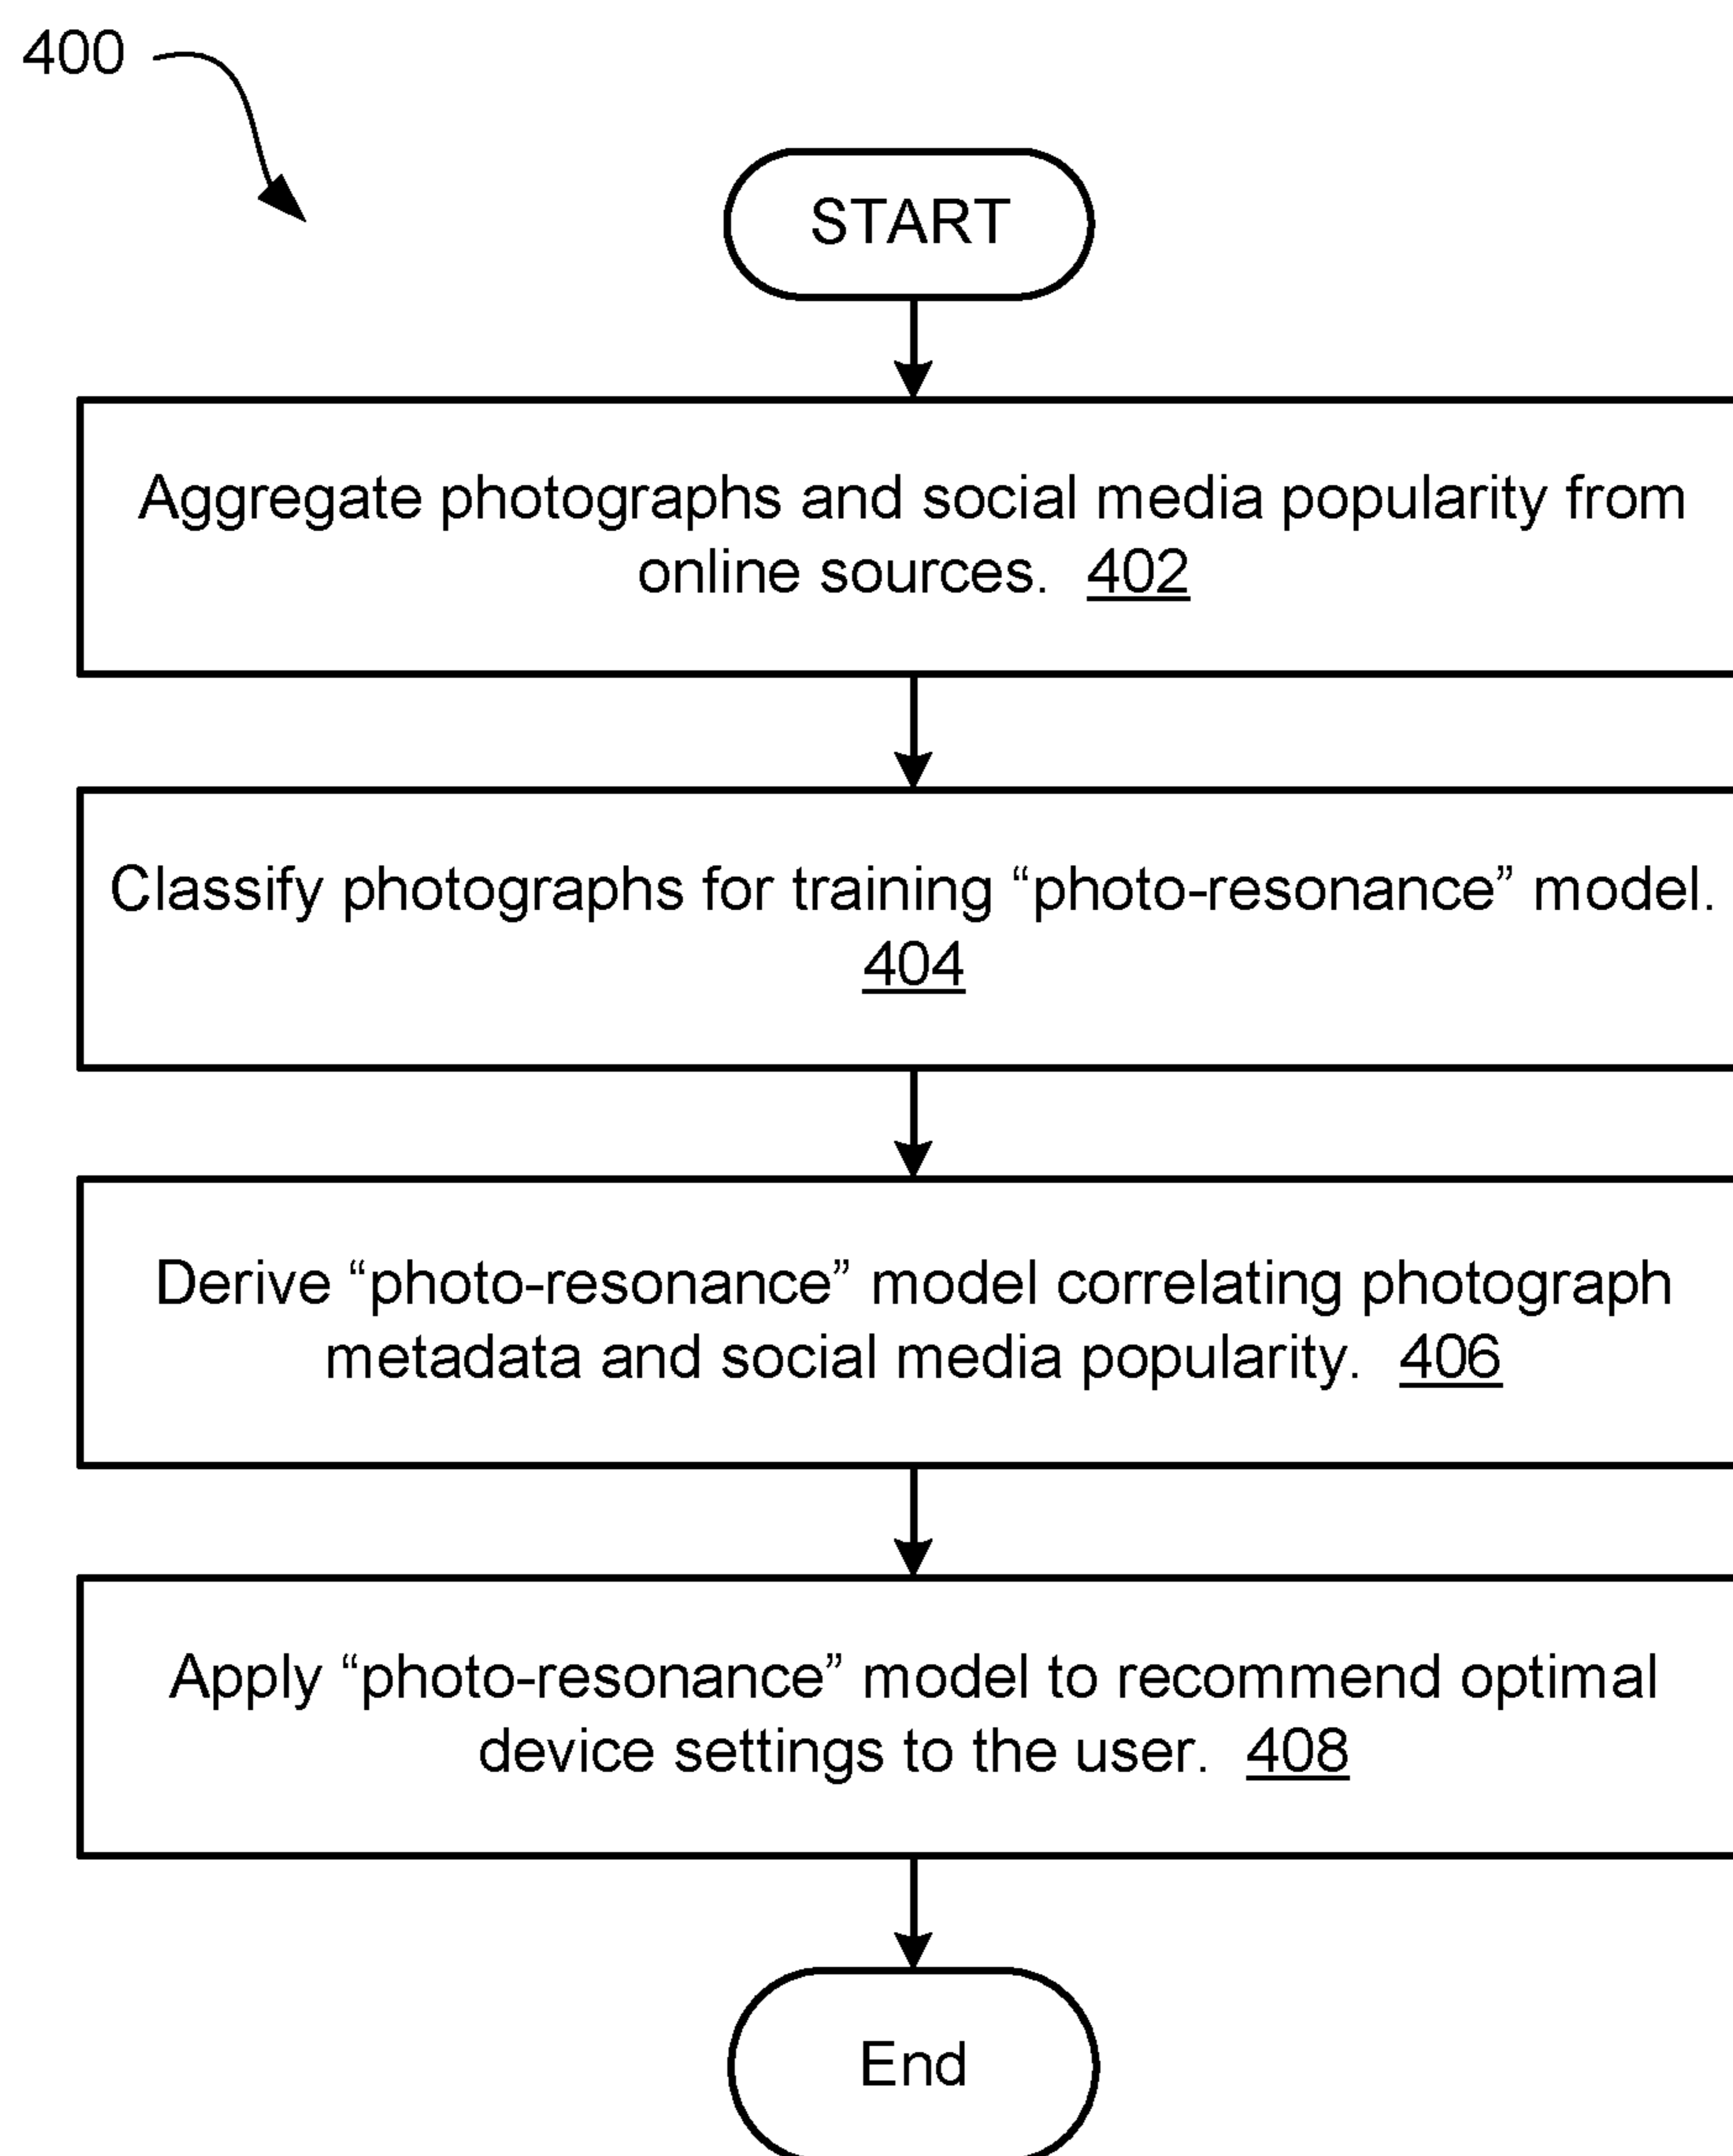 400
START
Aggregate photographs and social media popularity from
online sources. 402
Classify photographs for training “photo-resonance” model.
404
Derive “photo-resonance” model correlating photograph
metadata and social media popularity. 406
Apply “photo-resonance” model to recommend optimal
device settings to the user. 408
End